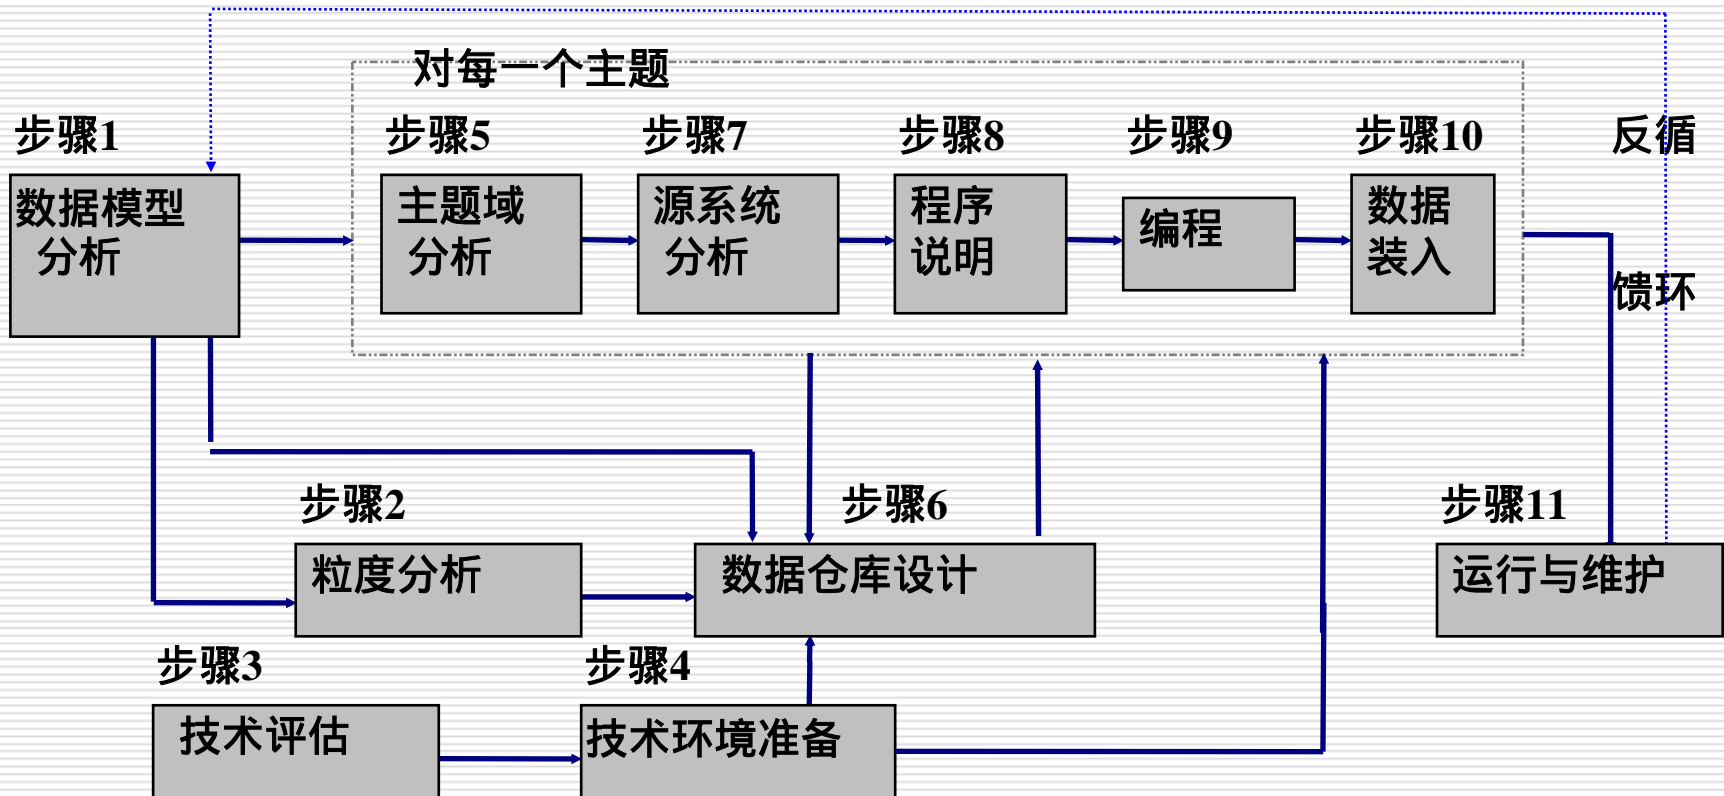 对每一个主题
步骤1
步骤5
步骤7
步骤8
步骤9
步骤10
反循
数据模型
分析
主题域
分析
源系统
分析
程序
说明
编程
数据
装入
馈环
步骤2
步骤6
步骤11
粒度分析
数据仓库设计
运行与维护
步骤3
步骤4
技术评估
技术环境准备